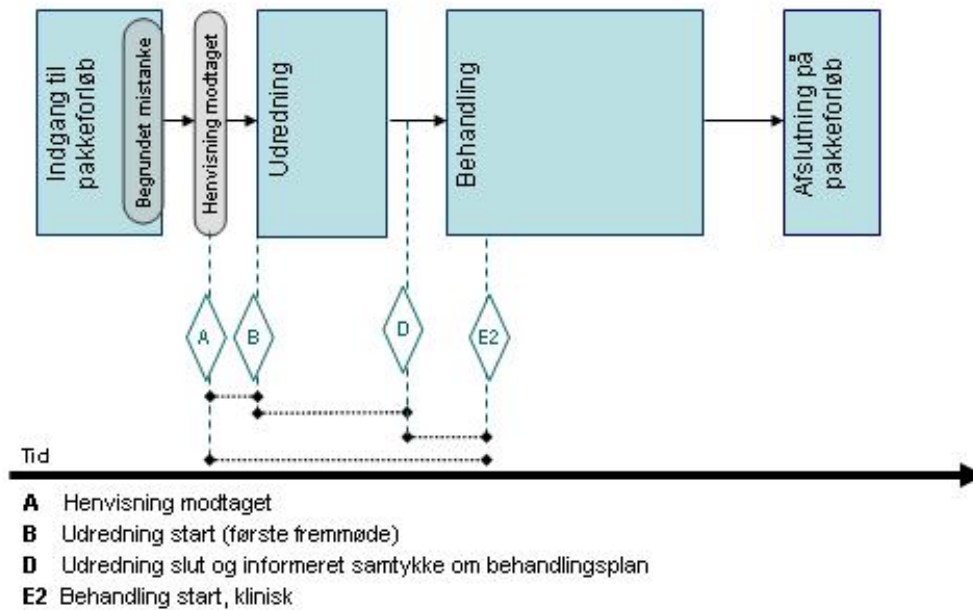 Indgang til
pakkeforløb
Begrundet mistanke
Henvisning modtaget
Udredning
Behandling
Afslutning på
pakkeforløb
A
B
D
E2
Tid
A Henvisning modtaget
B Udredning start (første fremmøde)
D Udredning slut og informeret samtykke om behandlingsplan
E2 Behandling start, klinisk